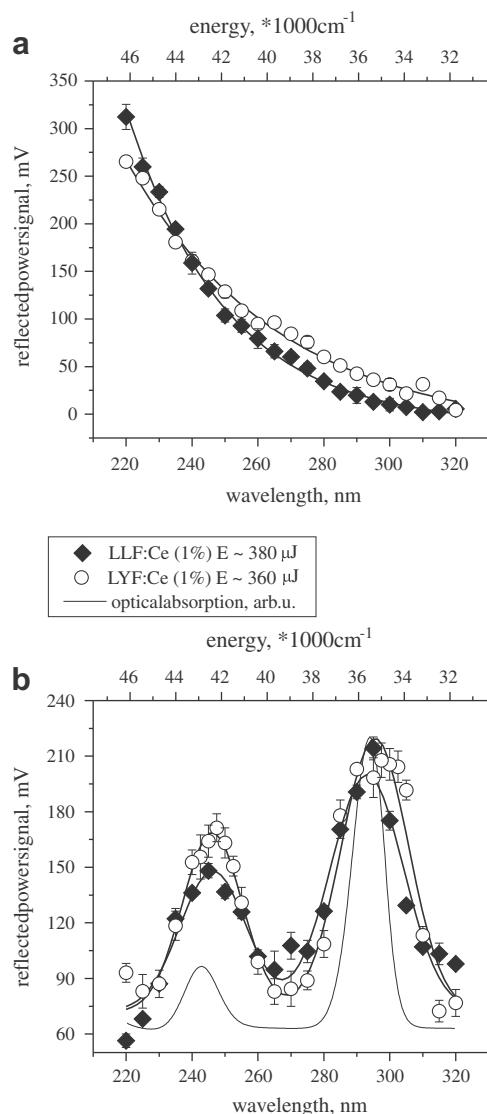 a
energy, *1000cm-1
46 44 42 40 38 36 34 32
350
300
250
200
150
100
50
0
reflectedpowersignal, mV
220 240 260 280 300 320
wavelength, nm
LLF:Ce (1%) E ~ 380 µJ
LYF:Ce (1%) E ~ 360 µJ
opticalabsorption, arb.u.
energy, *1000cm-1
b
46 44 42 40 38 36 34 32
240
210
180
150
120
90
60
reflectedpowersignal, mV
220 240 260 280 300 320
wavelength, nm